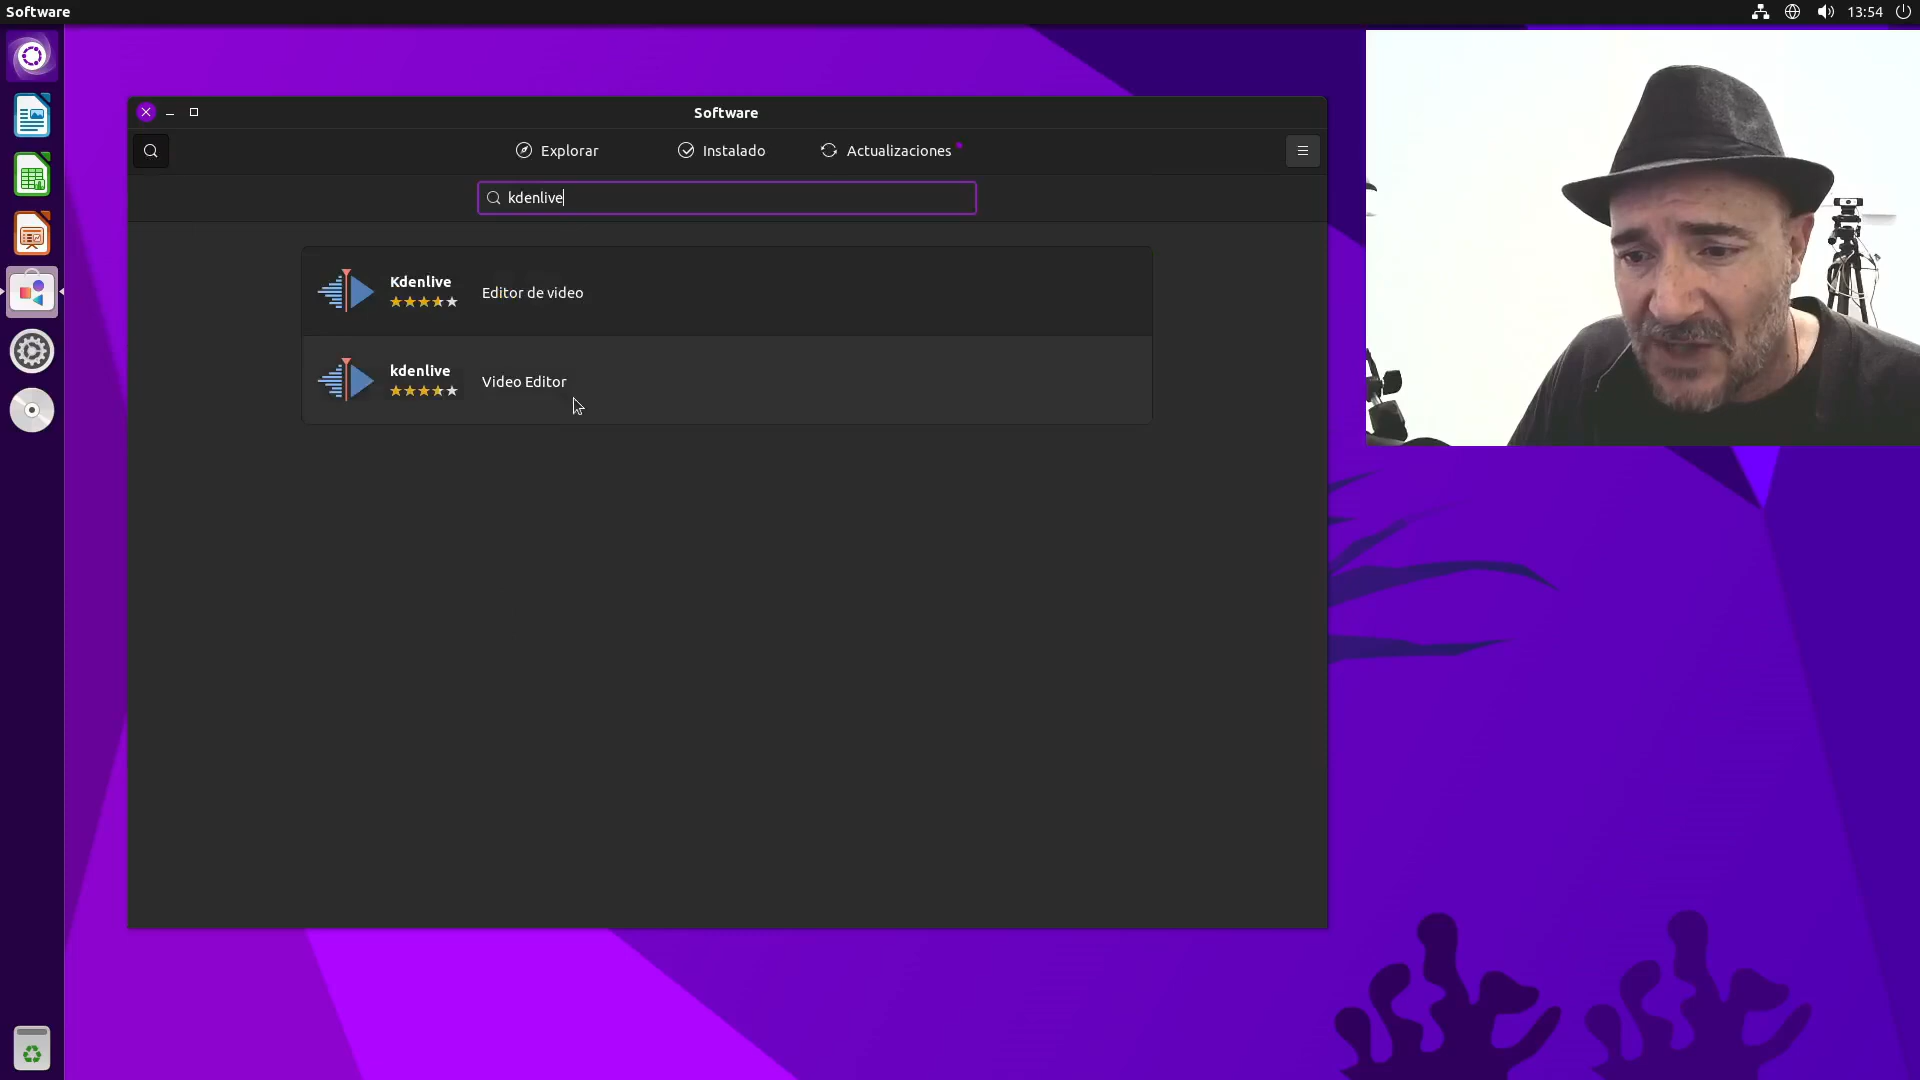 Software
13:54
Software
Explorar
Instalado
Actualizaciones
kdenlive
Kdenlive
Editor de video
kdenlive
Video Editor